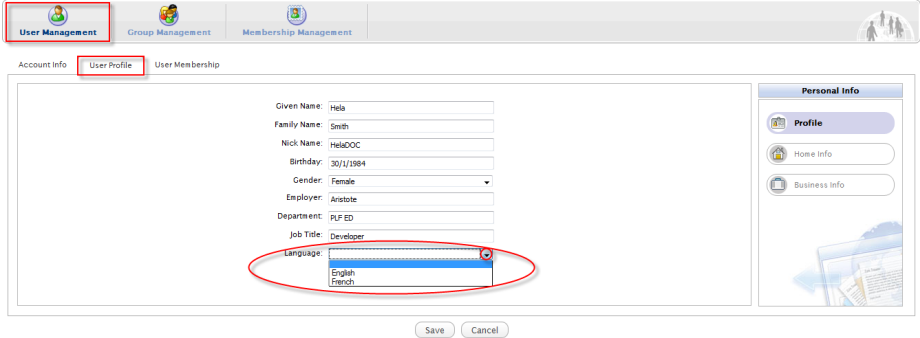 User Management Group Management Membership Management
Account Info User Profile User Membership
Given Name: Hela
Family Name: Smith
Nick Name: HelaDOC
Birthday: 30/1/1984
Gender: Female
Employer: Aristote
Department: PLF ED
Job Title: Developer
Language:
English
French
Personal Info
Profile
Home Info
Business Info
Save Cancel